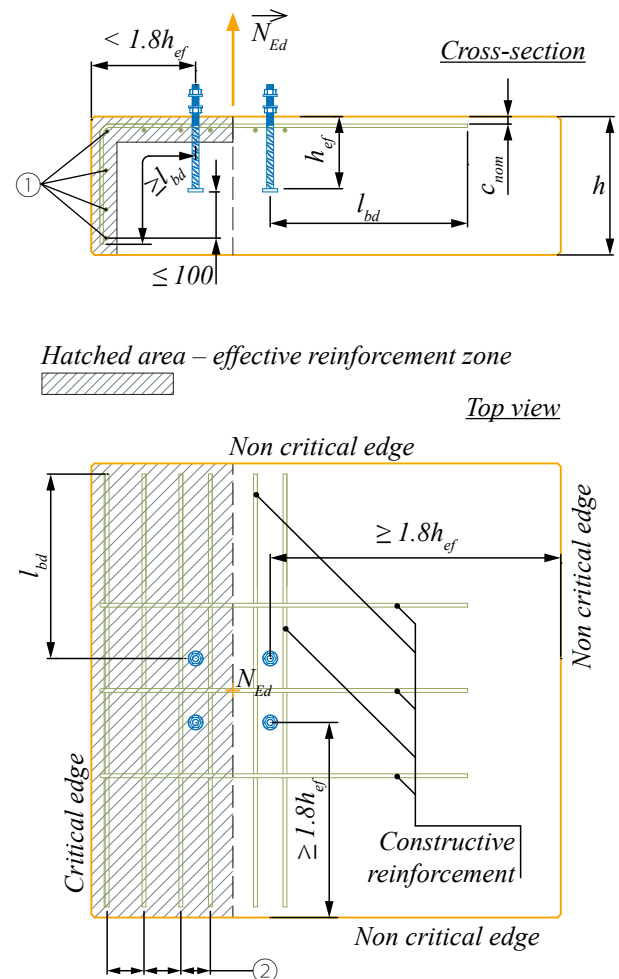 < 1.8h_ef
N_Ed
Cross-section
1
≥l_bd
h_ef
l_bd
c_nom
h
≤ 100
Hatched area – effective reinforcement zone
Top view
Non critical edge
l_bd
≥ 1.8h_ef
Non critical edge
N_Ed
≥ 1.8h_ef
Critical edge
Constructive
reinforcement
Non critical edge
2